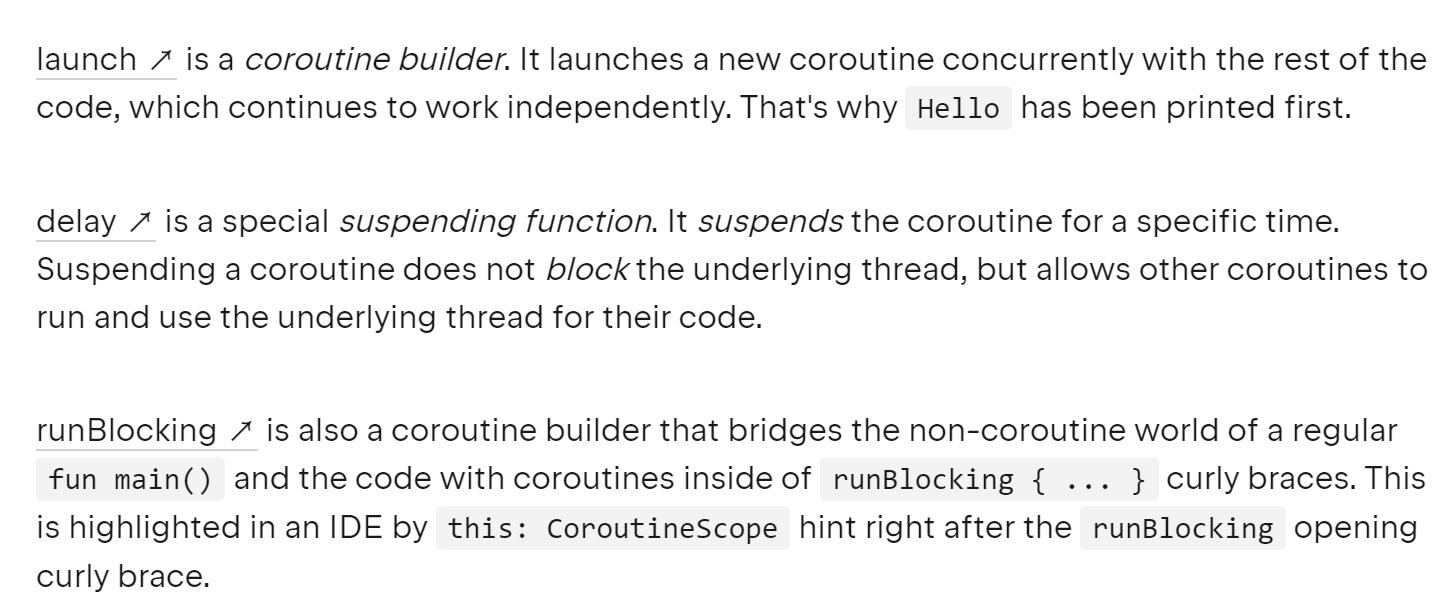 launch ↗ is a coroutine builder. It launches a new coroutine concurrently with the rest of the
code, which continues to work independently. That's why Hello has been printed first.
delay ↗ is a special suspending function. It suspends the coroutine for a specific time.
Suspending a coroutine does not block the underlying thread, but allows other coroutines to
run and use the underlying thread for their code.
runBlocking ↗ is also a coroutine builder that bridges the non-coroutine world of a regular
fun main() and the code with coroutines inside of runBlocking { ... } curly braces. This
is highlighted in an IDE by this: CoroutineScope hint right after the runBlocking opening
curly brace.